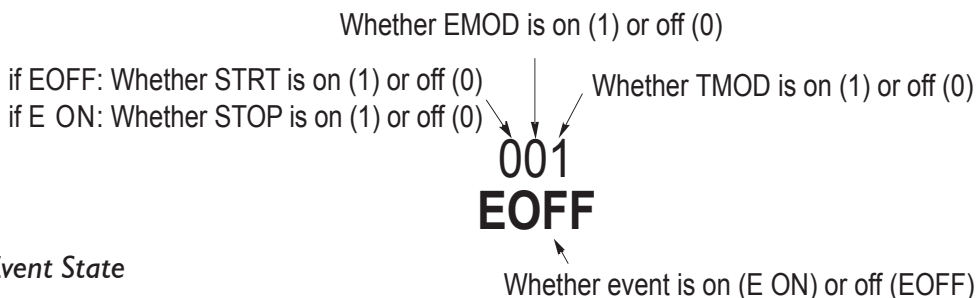 Whether EMOD is on (1) or off (0)
if EOFF: Whether STRT is on (1) or off (0)
Whether TMOD is on (1) or off (0)
if E ON: Whether STOP is on (1) or off (0)
001
EOFF
vent State
Whether event is on (E ON) or off (EOFF)